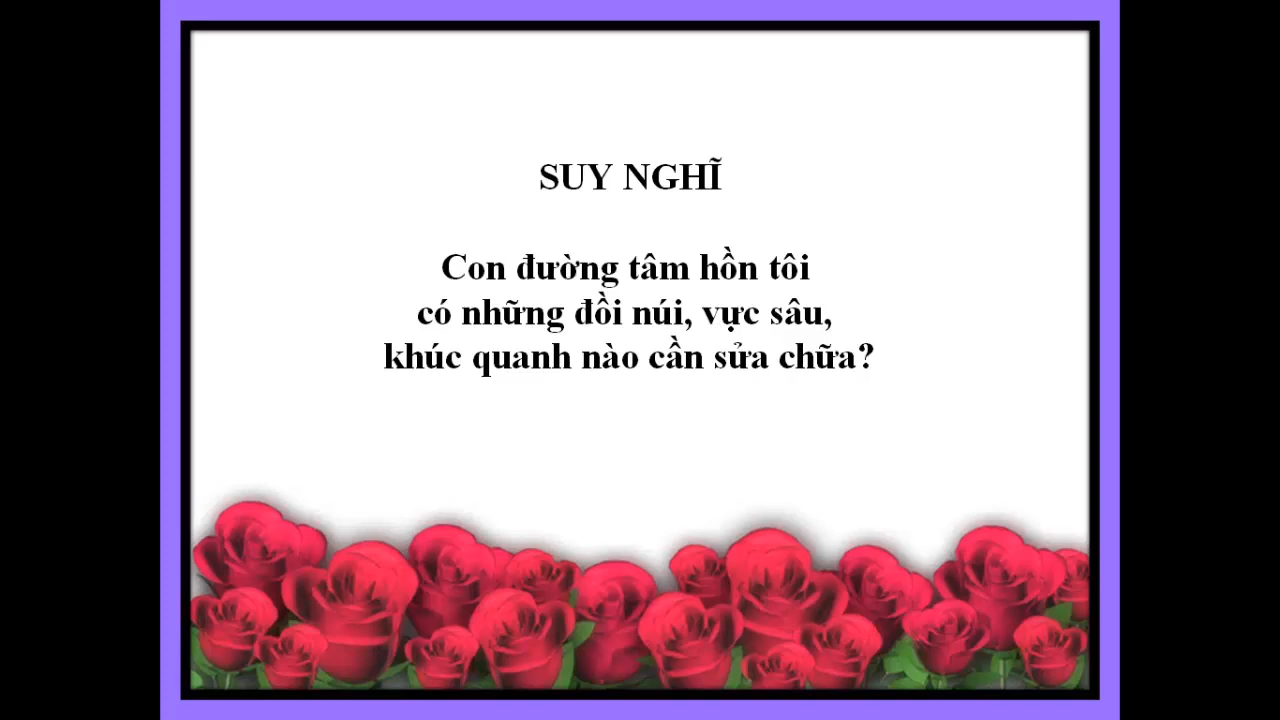 SUY NGHĨ
Con đường tâm hồn tôi
có những đồi núi, vực sâu,
khúc quanh nào cần sửa chữa?